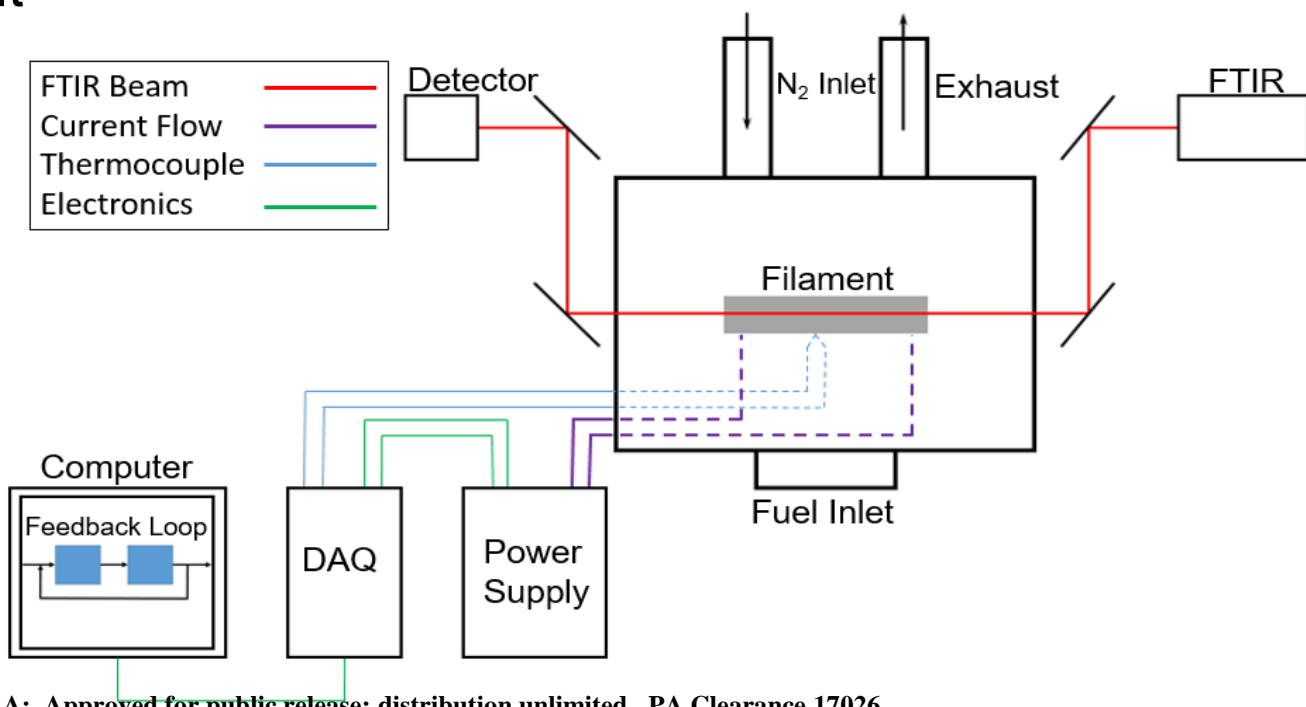 Detector
N₂ Inlet
Exhaust
FTIR
FTIR Beam
Current Flow
Thermocouple
Electronics
Filament
Computer
Feedback Loop
DAQ
Power
Supply
Fuel Inlet
A: Approved for public release; distribution unlimited. PA Clearance 17026